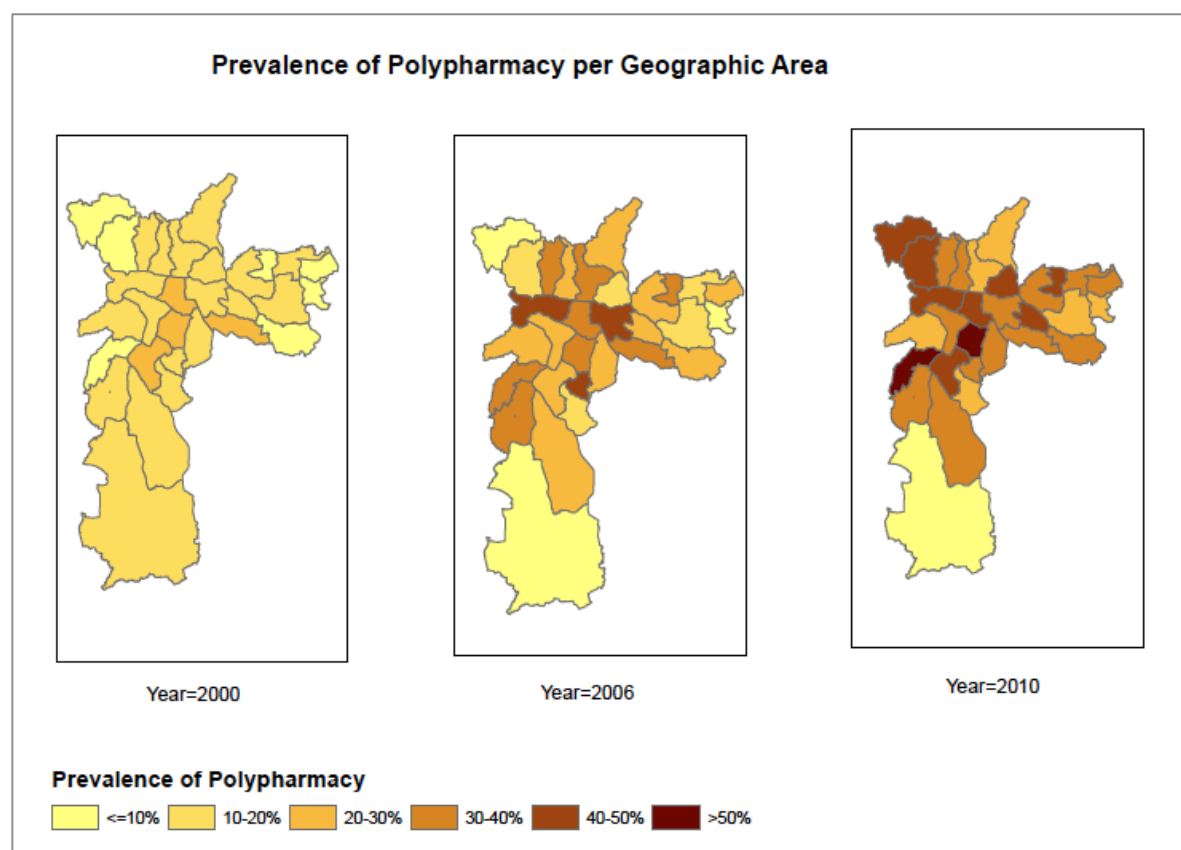 Prevalence of Polypharmacy per Geographic Area
Year=2000
Year=2006
Year=2010
Prevalence of Polypharmacy
<=10% 10-20% 20-30% 30-40% 40-50% >50%